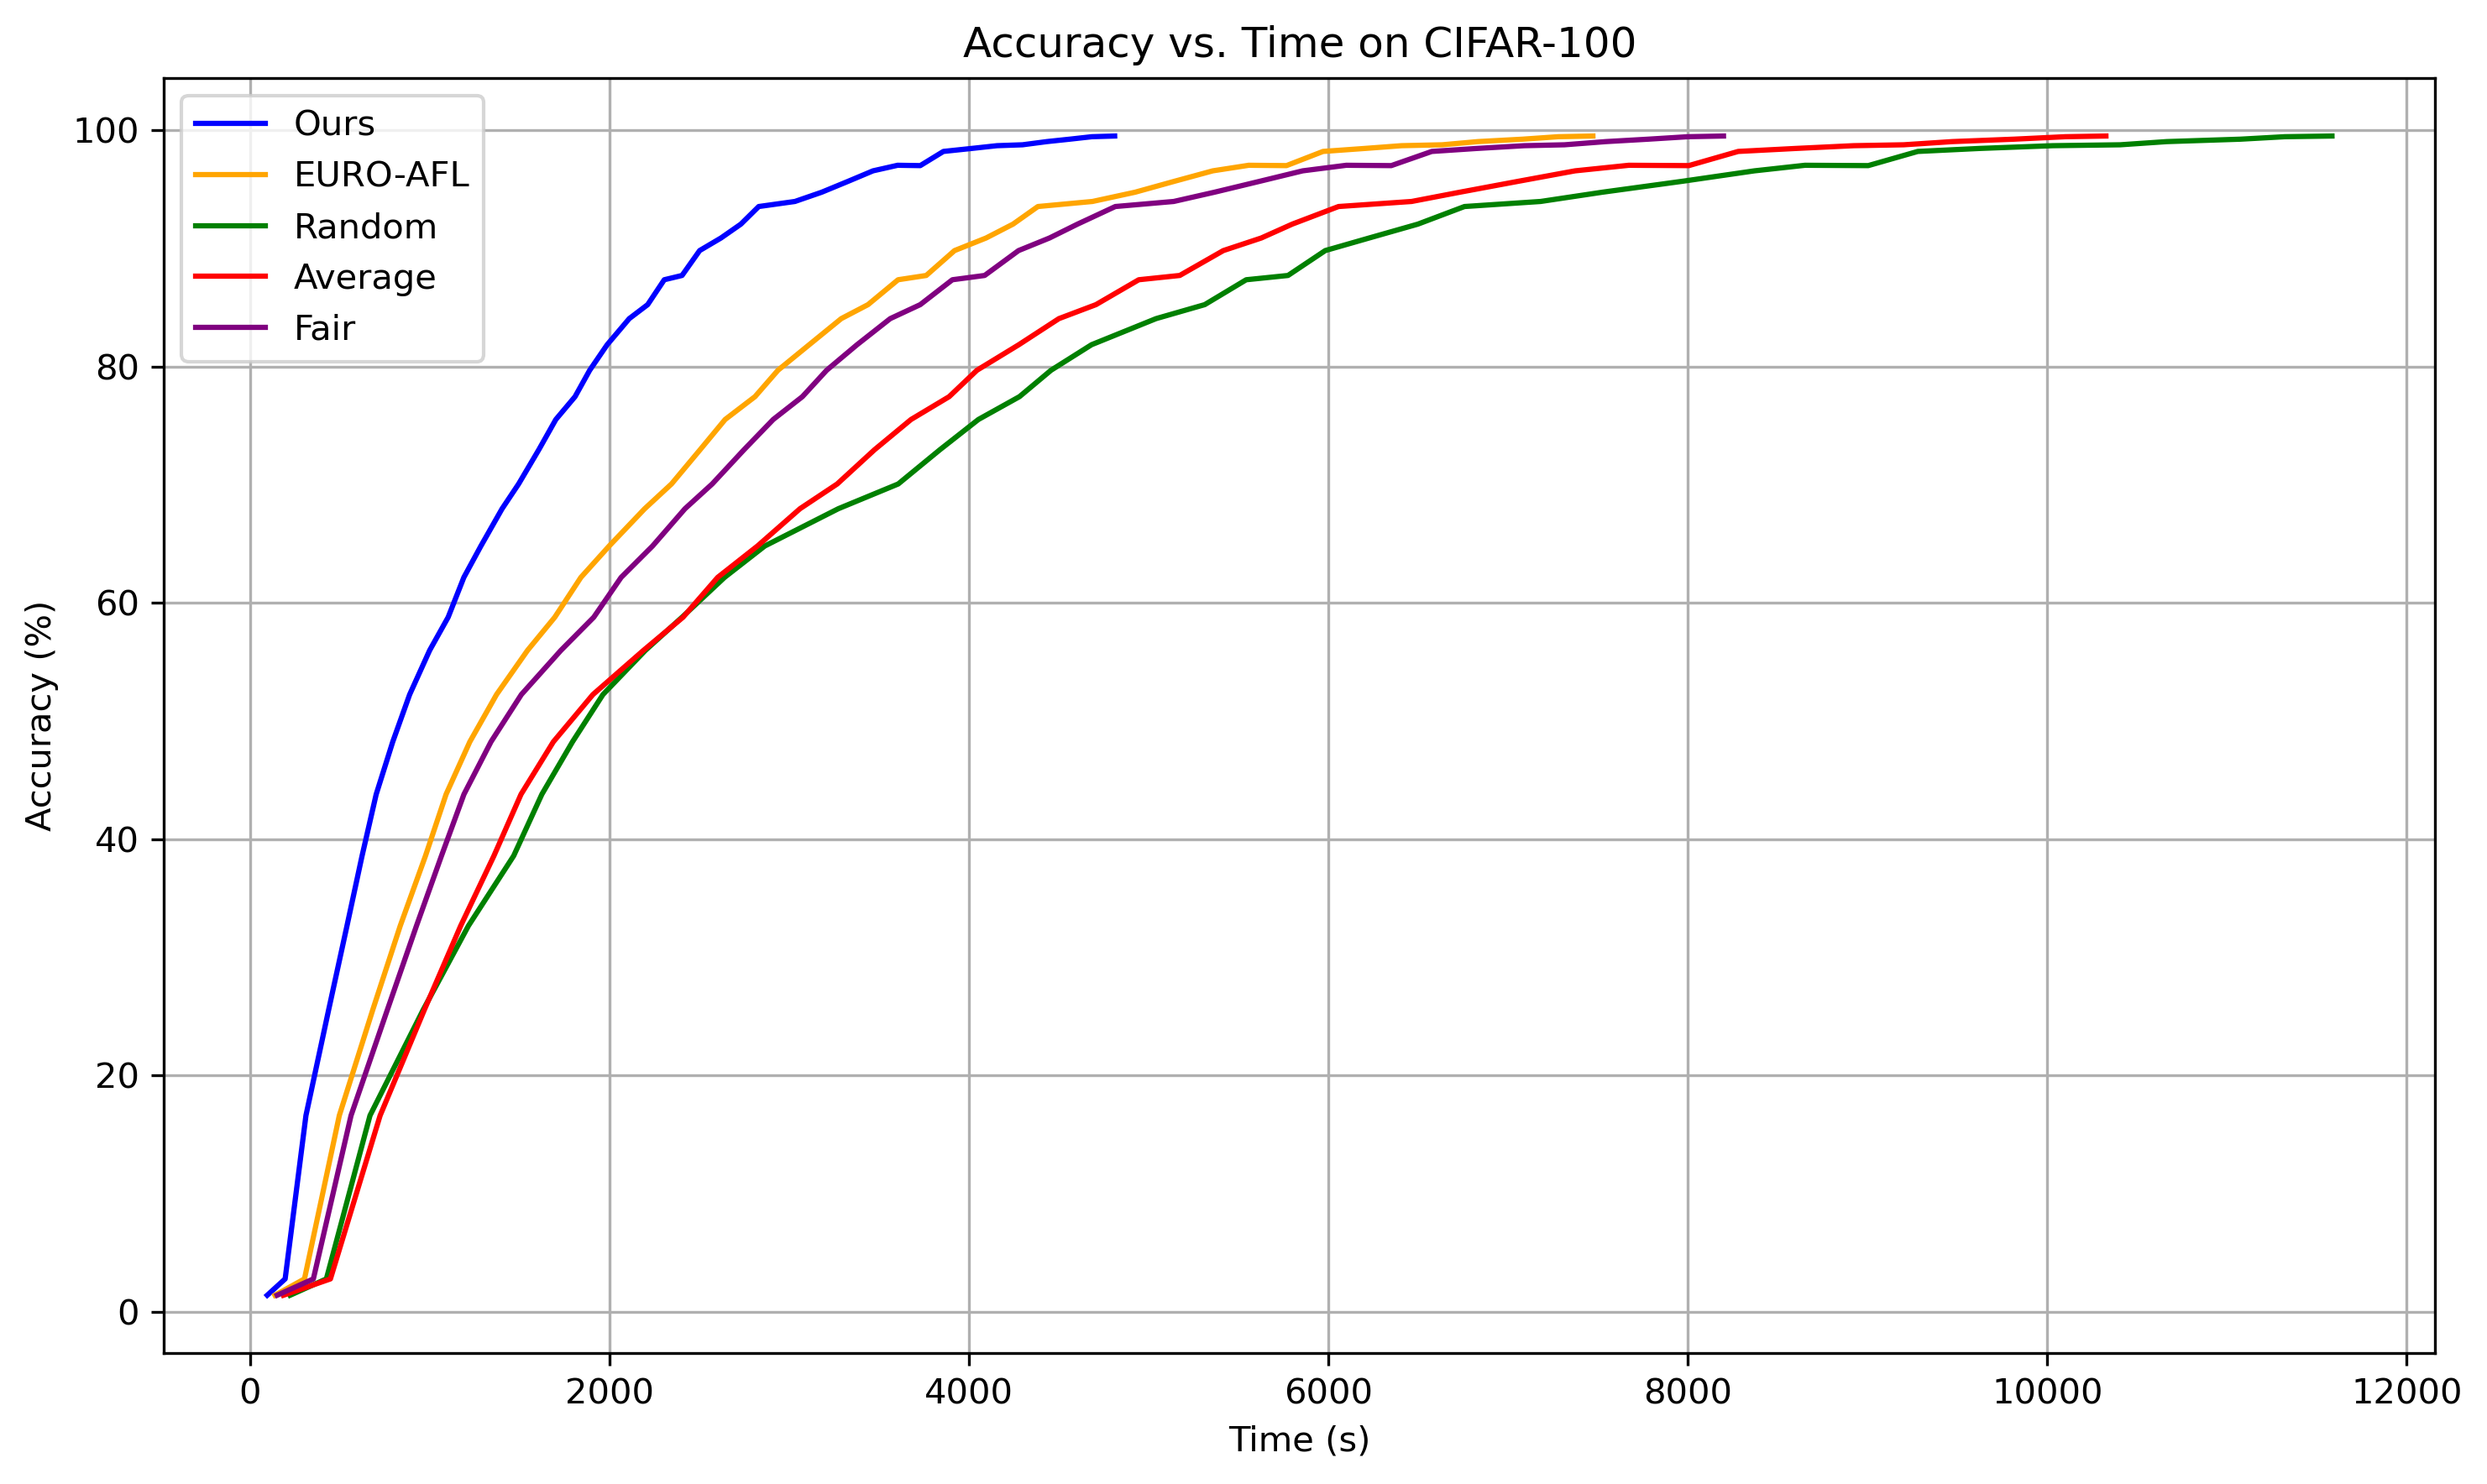 Accuracy vs. Time on CIFAR-100
Ours
EURO-AFL
Random
Average
Fair
100
80
60
40
20
0
Accuracy (%)
0 2000 4000 6000 8000 10000 12000
Time (s)